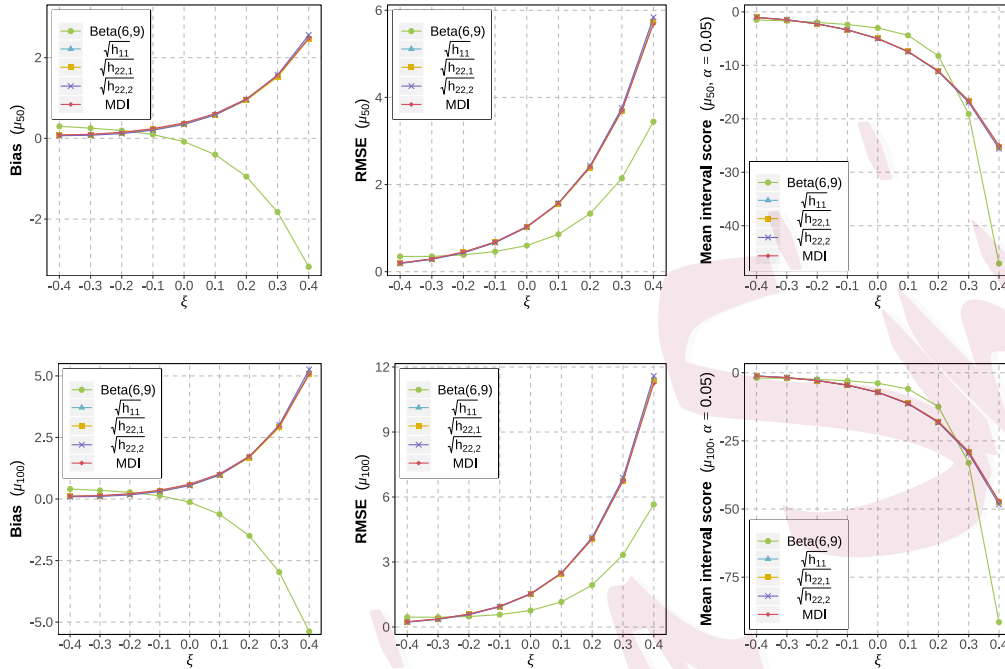 Bias (μ50)
2
0
-2
Beta(6,9)
√h11
√h22,1
√h22,2
MDI
-0.4 -0.3 -0.2 -0.1 0.0 0.1 0.2 0.3 0.4
ξ
RMSE (μ50)
6
4
2
0
Beta(6,9)
√h11
√h22,1
√h22,2
MDI
-0.4 -0.3 -0.2 -0.1 0.0 0.1 0.2 0.3 0.4
ξ
Mean interval score (μ50, α = 0.05)
0
-10
-20
-30
-40
Beta(6,9)
√h11
√h22,1
√h22,2
MDI
-0.4 -0.3 -0.2 -0.1 0.0 0.1 0.2 0.3 0.4
ξ
Bias (μ100)
5.0
2.5
0.0
-2.5
-5.0
Beta(6,9)
√h11
√h22,1
√h22,2
MDI
-0.4 -0.3 -0.2 -0.1 0.0 0.1 0.2 0.3 0.4
ξ
RMSE (μ100)
12
9
6
3
0
Beta(6,9)
√h11
√h22,1
√h22,2
MDI
-0.4 -0.3 -0.2 -0.1 0.0 0.1 0.2 0.3 0.4
ξ
Mean interval score (μ100, α = 0.05)
0
-25
-50
-75
Beta(6,9)
√h11
√h22,1
√h22,2
MDI
-0.4 -0.3 -0.2 -0.1 0.0 0.1 0.2 0.3 0.4
ξ